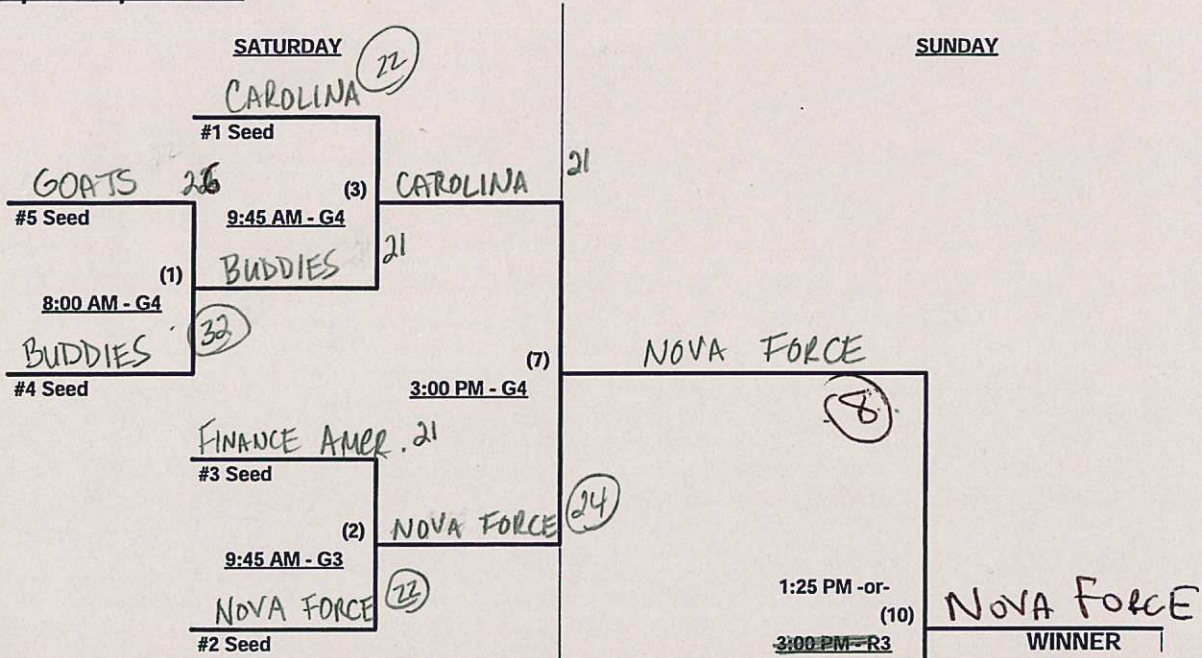 SATURDAY
SUNDAY
CAROLINA 22
#1 Seed
GOATS
#5 Seed
(3)
9:45 AM - G4
CAROLINA 21
BUDDIES 21
(1)
8:00 AM - G4
BUDDIES 32
#4 Seed
(7)
3:00 PM - G4
NOVA FORCE
8
FINANCE AMER. 21
#3 Seed
(2)
9:45 AM - G3
NOVA FORCE 24
NOVA FORCE 22
#2 Seed
1:25 PM -or-
(10)
3:00 PM - R3
NOVA FORCE
WINNER